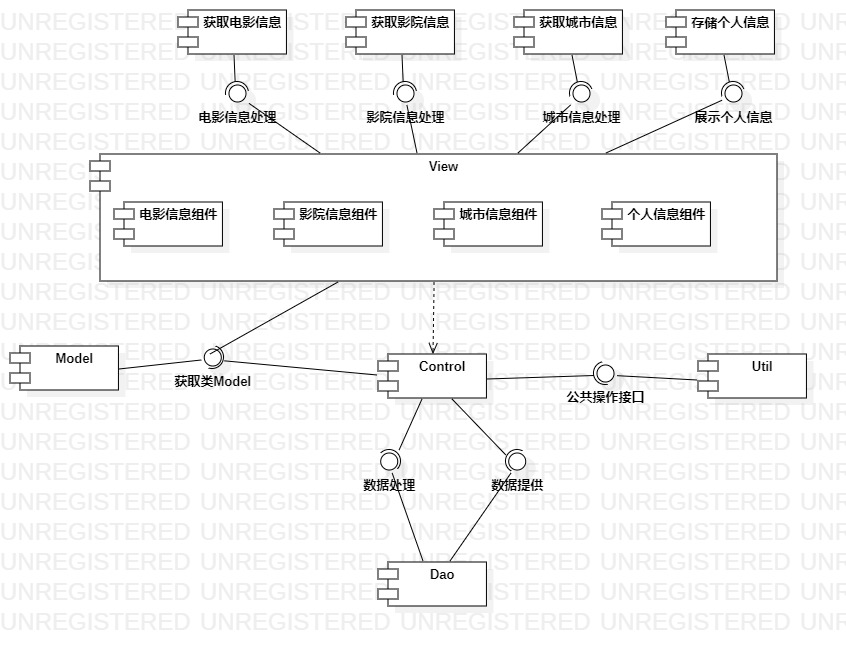 获取电影信息
获取影院信息
获取城市信息
存储个人信息
电影信息处理
影院信息处理
城市信息处理
展示个人信息
View
电影信息组件
影院信息组件
城市信息组件
个人信息组件
Model
获取类Model
Control
公共操作接口
Util
数据处理
数据提供
Dao
UNREGISTERED